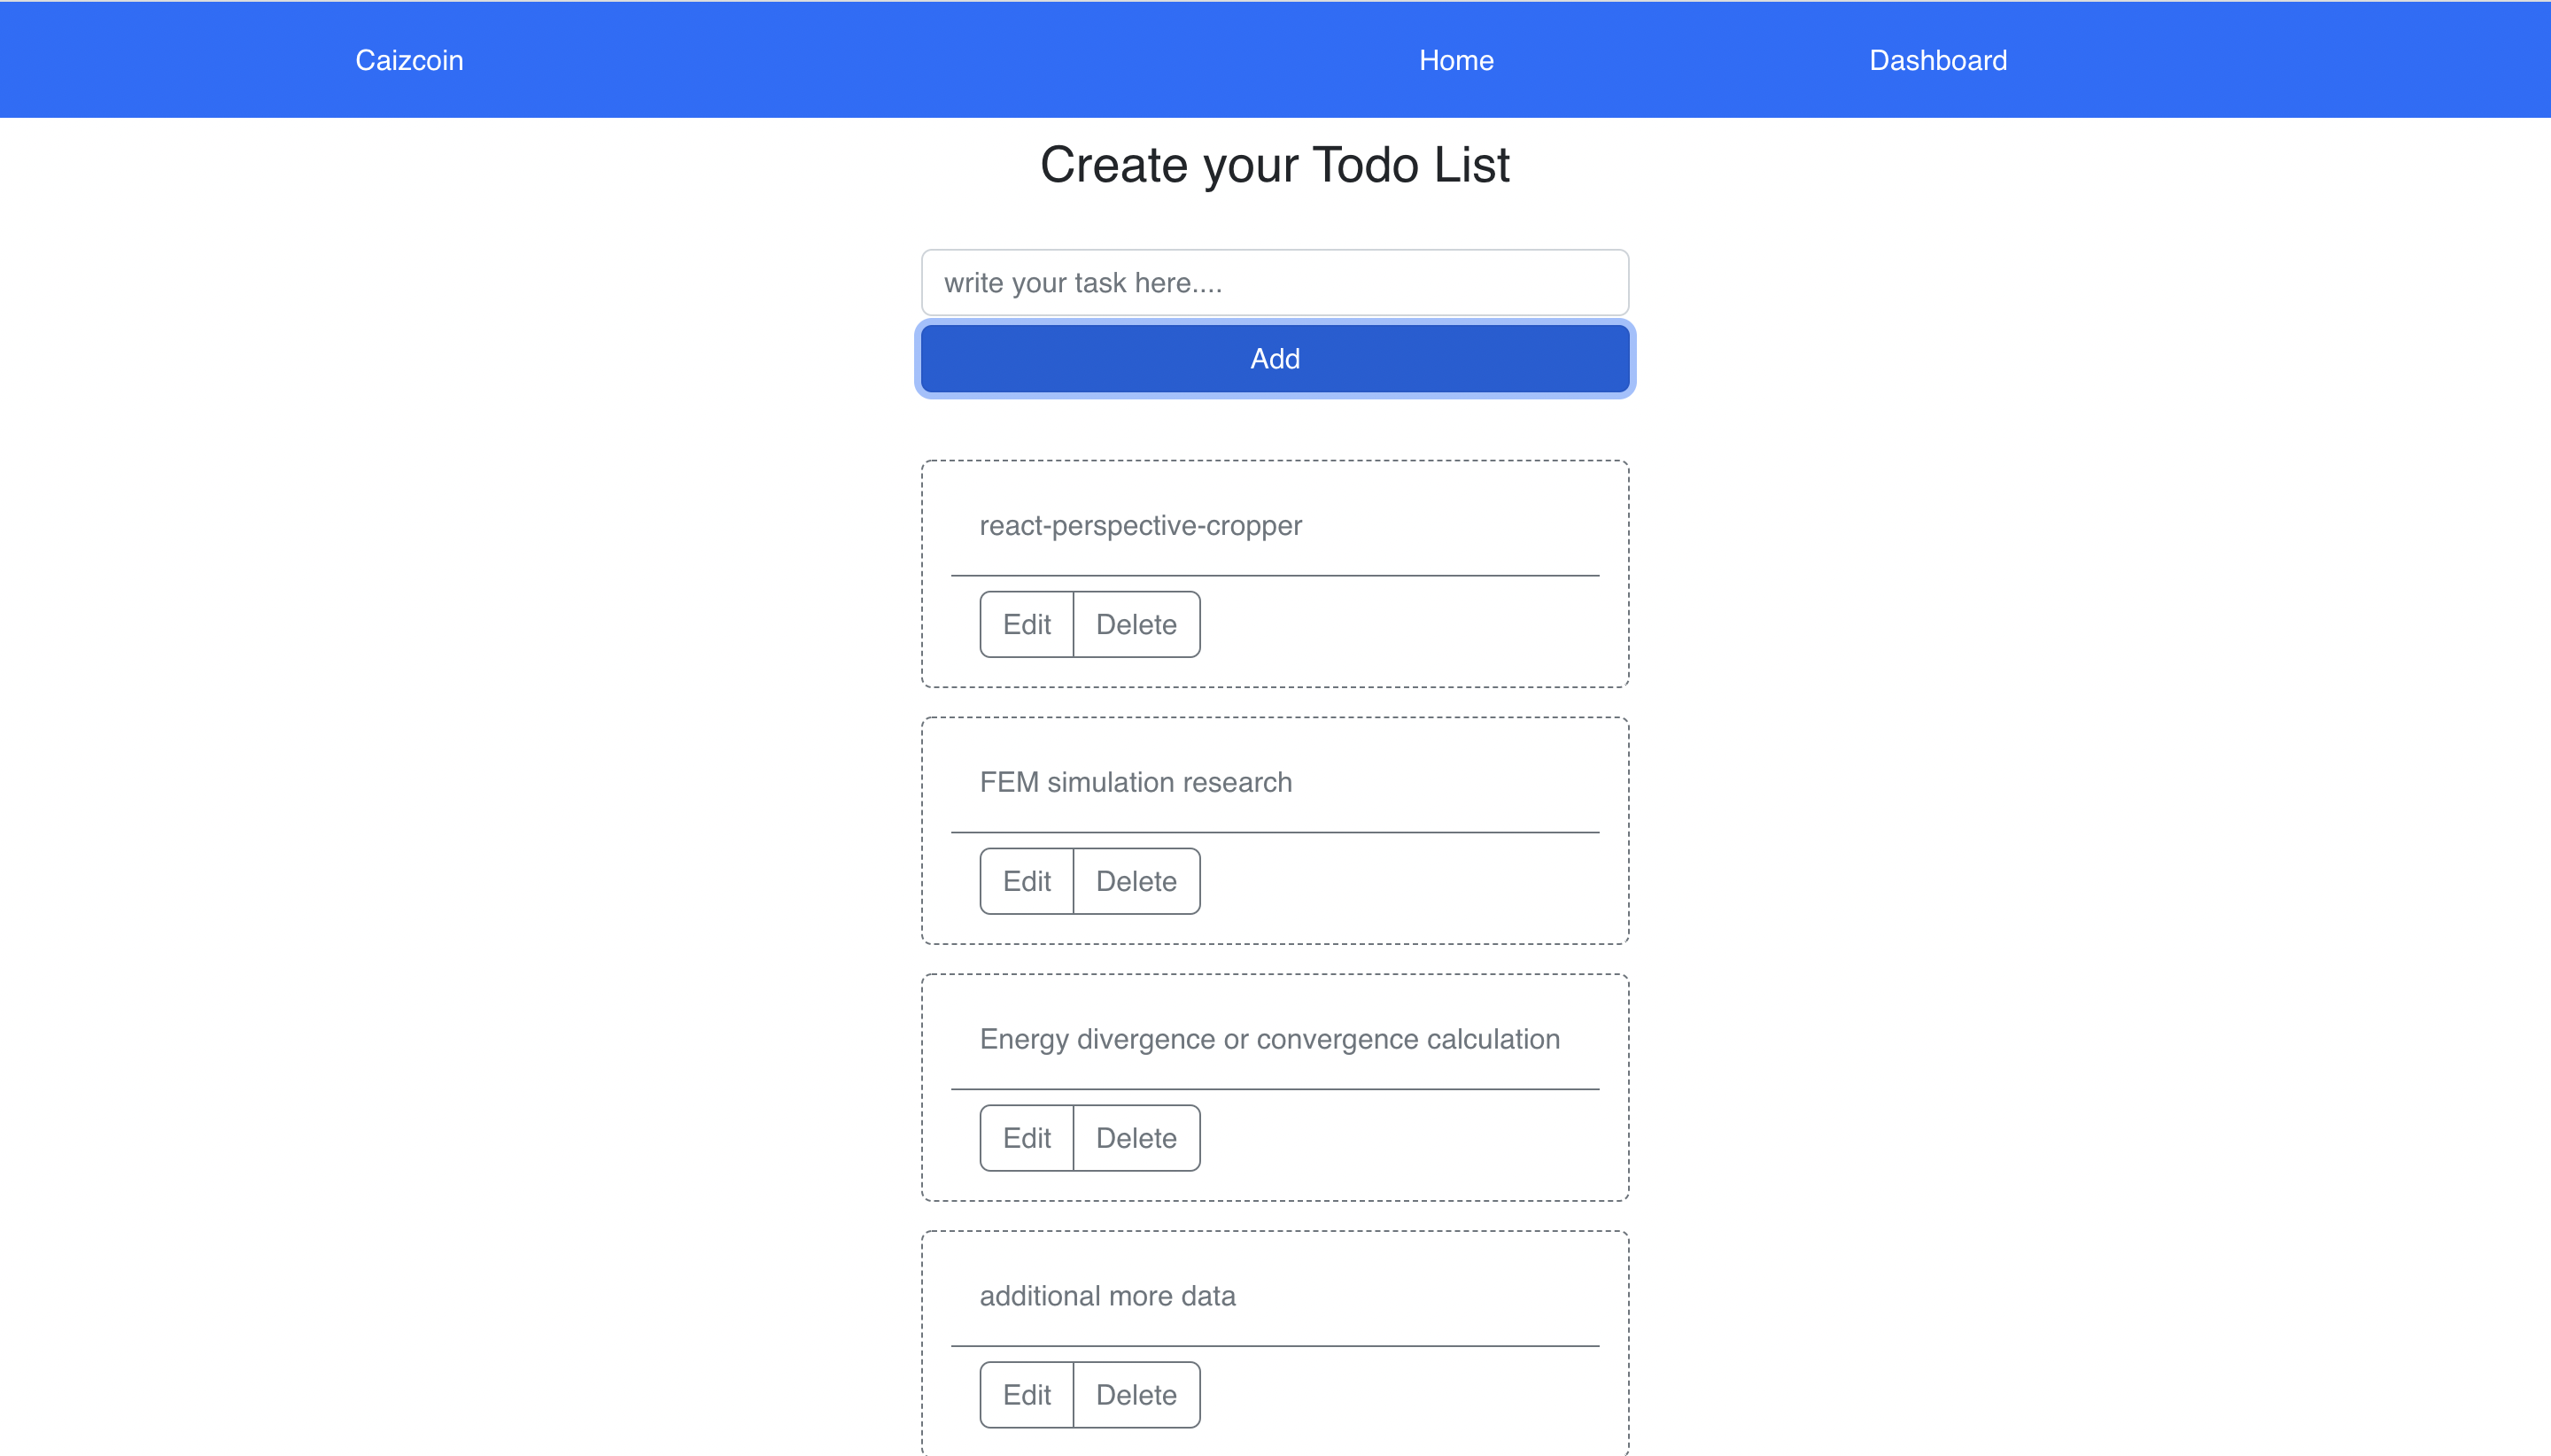 Caizcoin Home Dashboard
Create your Todo List
write your task here....
Add
react-perspective-cropper
Edit Delete
FEM simulation research
Edit Delete
Energy divergence or convergence calculation
Edit Delete
additional more data
Edit Delete